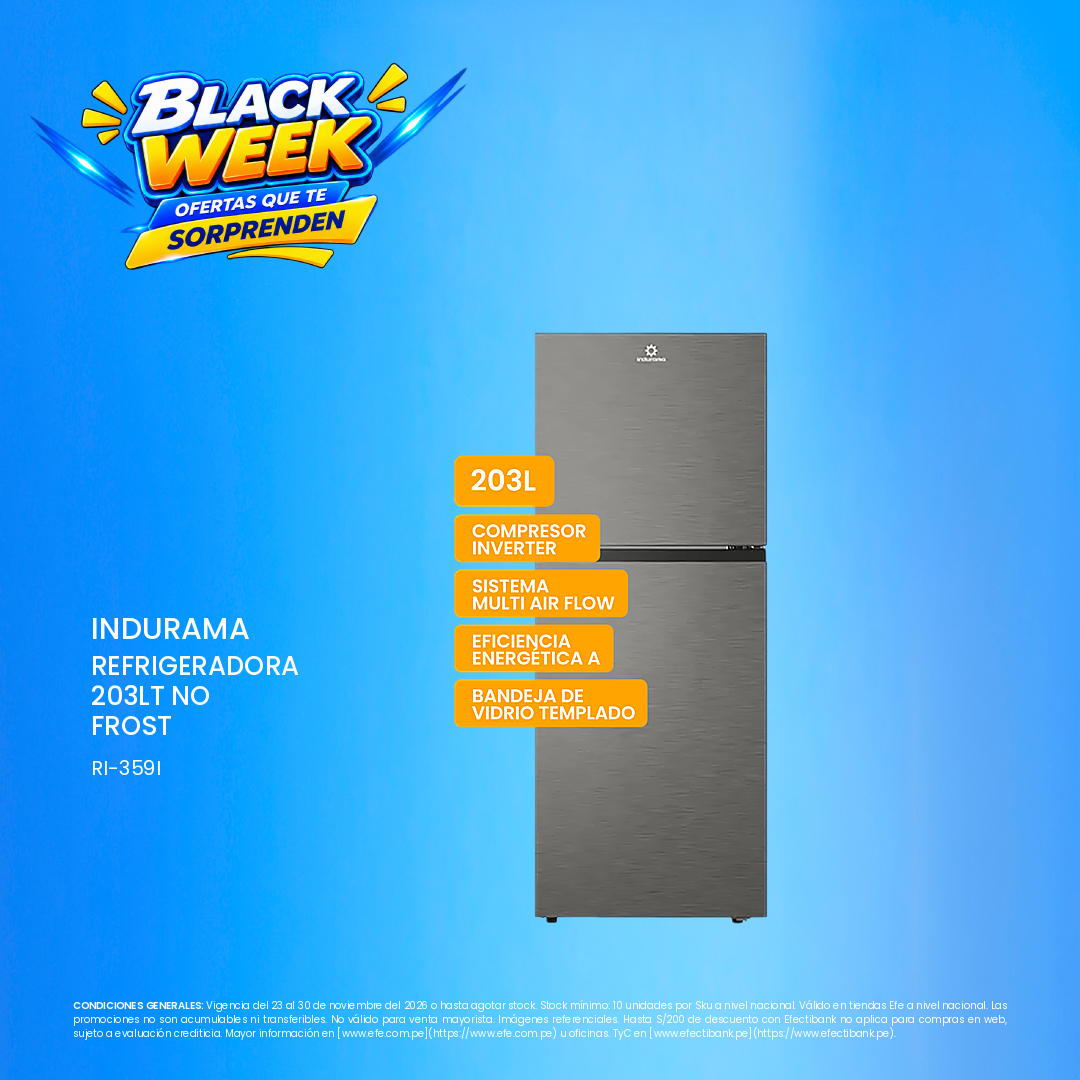 BLACK
WEEK
OFERTAS QUE TE
SORPRENDEN
indurama
203L
COMPRESOR
INVERTER
SISTEMA
MULTI AIR FLOW
EFICIENCIA
ENERGÉTICA A
BANDEJA DE
VIDRIO TEMPLADO
INDURAMA
REFRIGERADORA
203LT NO
FROST
RI-359I
CONDICIONES GENERALES: Vigencia del 23 al 30 de noviembre del 2026 o hasta agotar stock. Stock mínimo: 10 unidades por Sku a nivel nacional. Válido en tiendas Efe a nivel nacional. Las
promociones no son acumulables ni transferibles. No válido para venta mayorista. Imágenes referenciales. Hasta S/200 de descuento con Efectibank no aplica para compras en web,
sujeto a evaluación crediticia. Mayor información en [www.efe.com.pe](https://www.efe.com.pe) u oficinas. TyC en [www.efectibank.pe](https://www.efectibank.pe).